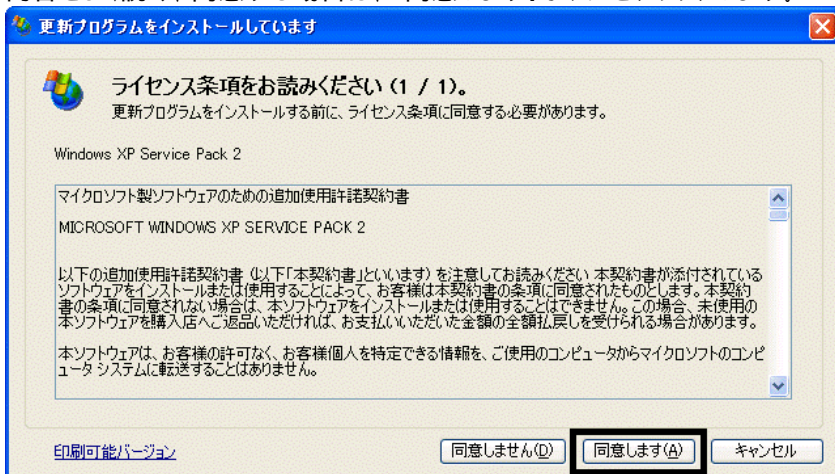 更新プログラムをインストールしています
ライセンス条項をお読みください (1 / 1)。
更新プログラムをインストールする前に、ライセンス条項に同意する必要があります。
Windows XP Service Pack 2
マイクロソフト製ソフトウェアのための追加使用許諾契約書
MICROSOFT WINDOWS XP SERVICE PACK 2
以下の追加使用許諾契約書 (以下「本契約書」といいます) を注意してお読みください 本契約書が添付されている
ソフトウェアをインストールまたは使用することによって、お客様は本契約書の条項に同意されたものとします。本契約
書の条項に同意されない場合は、本ソフトウェアをインストールまたは使用することはできません。この場合、未使用の
本ソフトウェアを購入店へご返品いただければ、お支払いいただいた金額の全額払戻しを受けられる場合があります。
本ソフトウェアは、お客様の許可なく、お客様個人を特定できる情報を、ご使用のコンピュータからマイクロソフトのコンピ
ュータ システムに転送することはありません。
印刷可能バージョン
同意しません(D)
同意します(A)
キャンセル